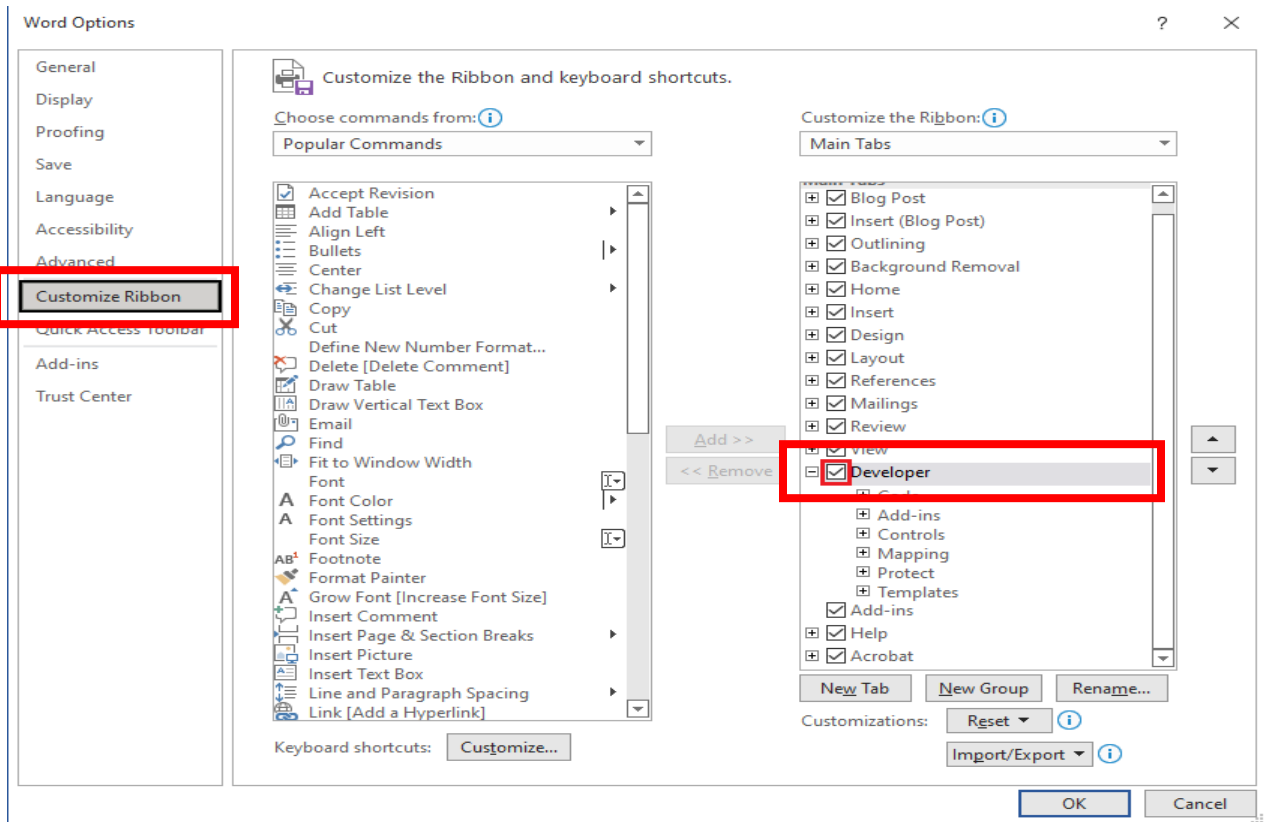 Word Options
?
General
Display
Proofing
Save
Language
Accessibility
Advanced
Customize Ribbon
Quick Access Toolbar
Add-ins
Trust Center
Customize the Ribbon and keyboard shortcuts.
Choose commands from:
Popular Commands
Accept Revision
Add Table
Align Left
Bullets
Center
Change List Level
Copy
Cut
Define New Number Format...
Delete [Delete Comment]
Draw Table
Draw Vertical Text Box
Email
Find
Fit to Window Width
Font
Font Color
Font Settings
Font Size
Footnote
Format Painter
Grow Font [Increase Font Size]
Insert Comment
Insert Page & Section Breaks
Insert Picture
Insert Text Box
Line and Paragraph Spacing
Link [Add a Hyperlink]
Keyboard shortcuts: Customize...
Add >>
<< Remove
Customize the Ribbon:
Main Tabs
Main Tabs
Blog Post
Insert (Blog Post)
Outlining
Background Removal
Home
Insert
Design
Layout
References
Mailings
Review
View
Developer
Code
Add-ins
Controls
Mapping
Protect
Templates
Add-ins
Help
Acrobat
New Tab New Group Rename...
Customizations: Reset
Import/Export
OK Cancel